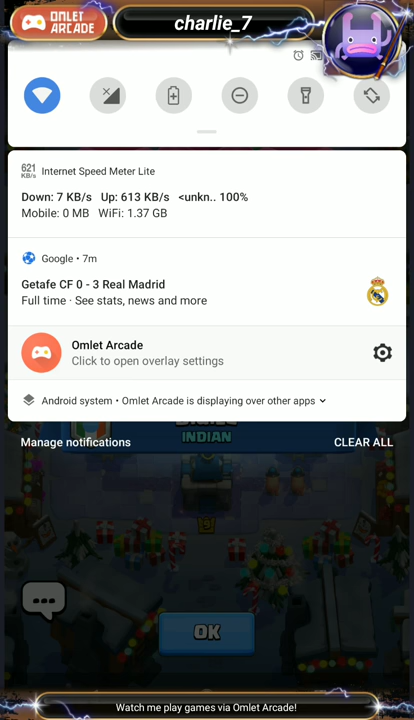 OMLET
ARCADE
charlie_7
621
KB/s
Internet Speed Meter Lite
Down: 7 KB/s Up: 613 KB/s <unkn.. 100%
Mobile: 0 MB WiFi: 1.37 GB
Google • 7m
Getafe CF 0 - 3 Real Madrid
Full time · See stats, news and more
Omlet Arcade
Click to open overlay settings
Android system • Omlet Arcade is displaying over other apps
INDIAN
Manage notifications
CLEAR ALL
OK
Watch me play games via Omlet Arcade!